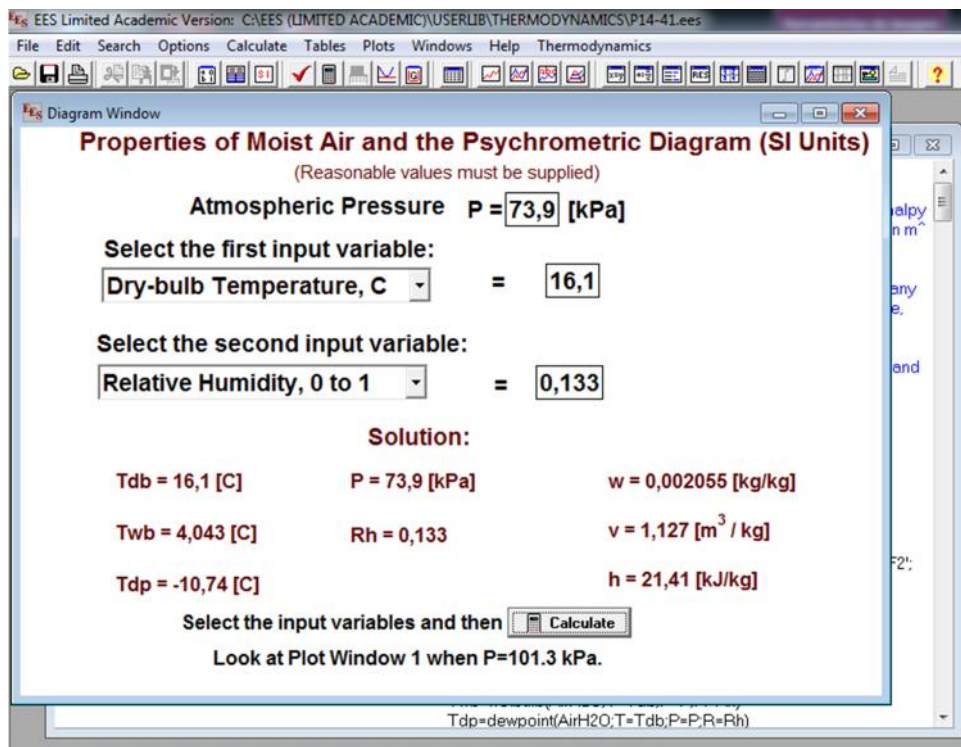 EES Limited Academic Version: C:\EES (LIMITED ACADEMIC)\USERLIB\THERMODYNAMICS\P14-41.ees
File Edit Search Options Calculate Tables Plots Windows Help Thermodynamics
EES Diagram Window
Properties of Moist Air and the Psychrometric Diagram (SI Units)
(Reasonable values must be supplied)
Atmospheric Pressure P = 73,9 [kPa]
alpy
n m^
Select the first input variable:
Dry-bulb Temperature, C = 16,1
any
e,
Select the second input variable:
and
Relative Humidity, 0 to 1 = 0,133
Solution:
Tdb = 16,1 [C] P = 73,9 [kPa] w = 0,002055 [kg/kg]
Twb = 4,043 [C] Rh = 0,133 v = 1,127 [m³ / kg]
F2';
Tdp = -10,74 [C] h = 21,41 [kJ/kg]
Select the input variables and then Calculate
Look at Plot Window 1 when P=101.3 kPa.
Tdp=dewpoint(AirH2O;T=Tdb;P=P;R=Rh)